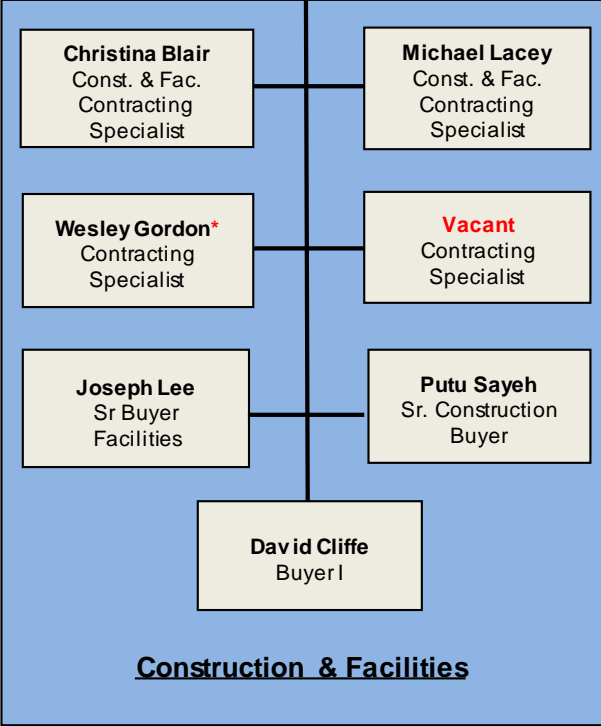 Christina Blair
Const. & Fac.
Contracting
Specialist
Michael Lacey
Const. & Fac.
Contracting
Specialist
Wesley Gordon*
Contracting
Specialist
Vacant
Contracting
Specialist
Joseph Lee
Sr Buyer
Facilities
Putu Sayeh
Sr. Construction
Buyer
David Cliffe
Buyer I
Construction & Facilities